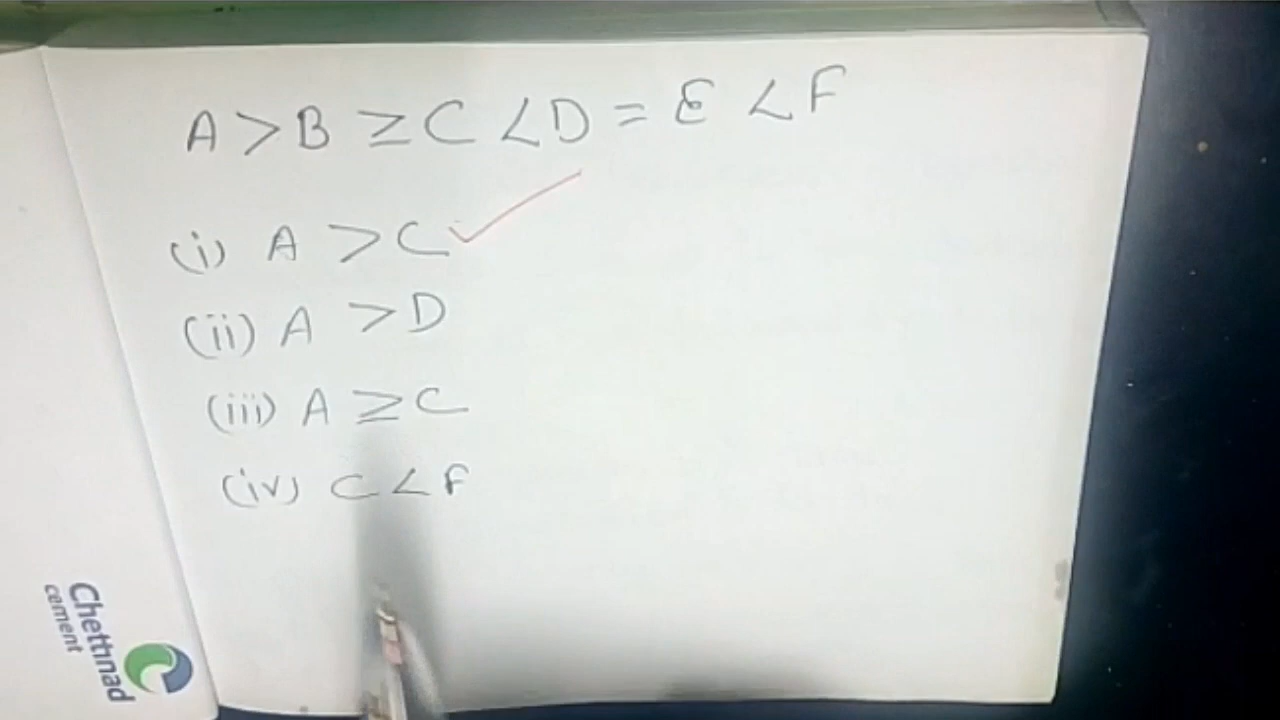 A > B ≥ C < D = E < F
(i) A > C ✓
(ii) A > D
(iii) A ≥ C
(iv) C < F
Chettinad
cement